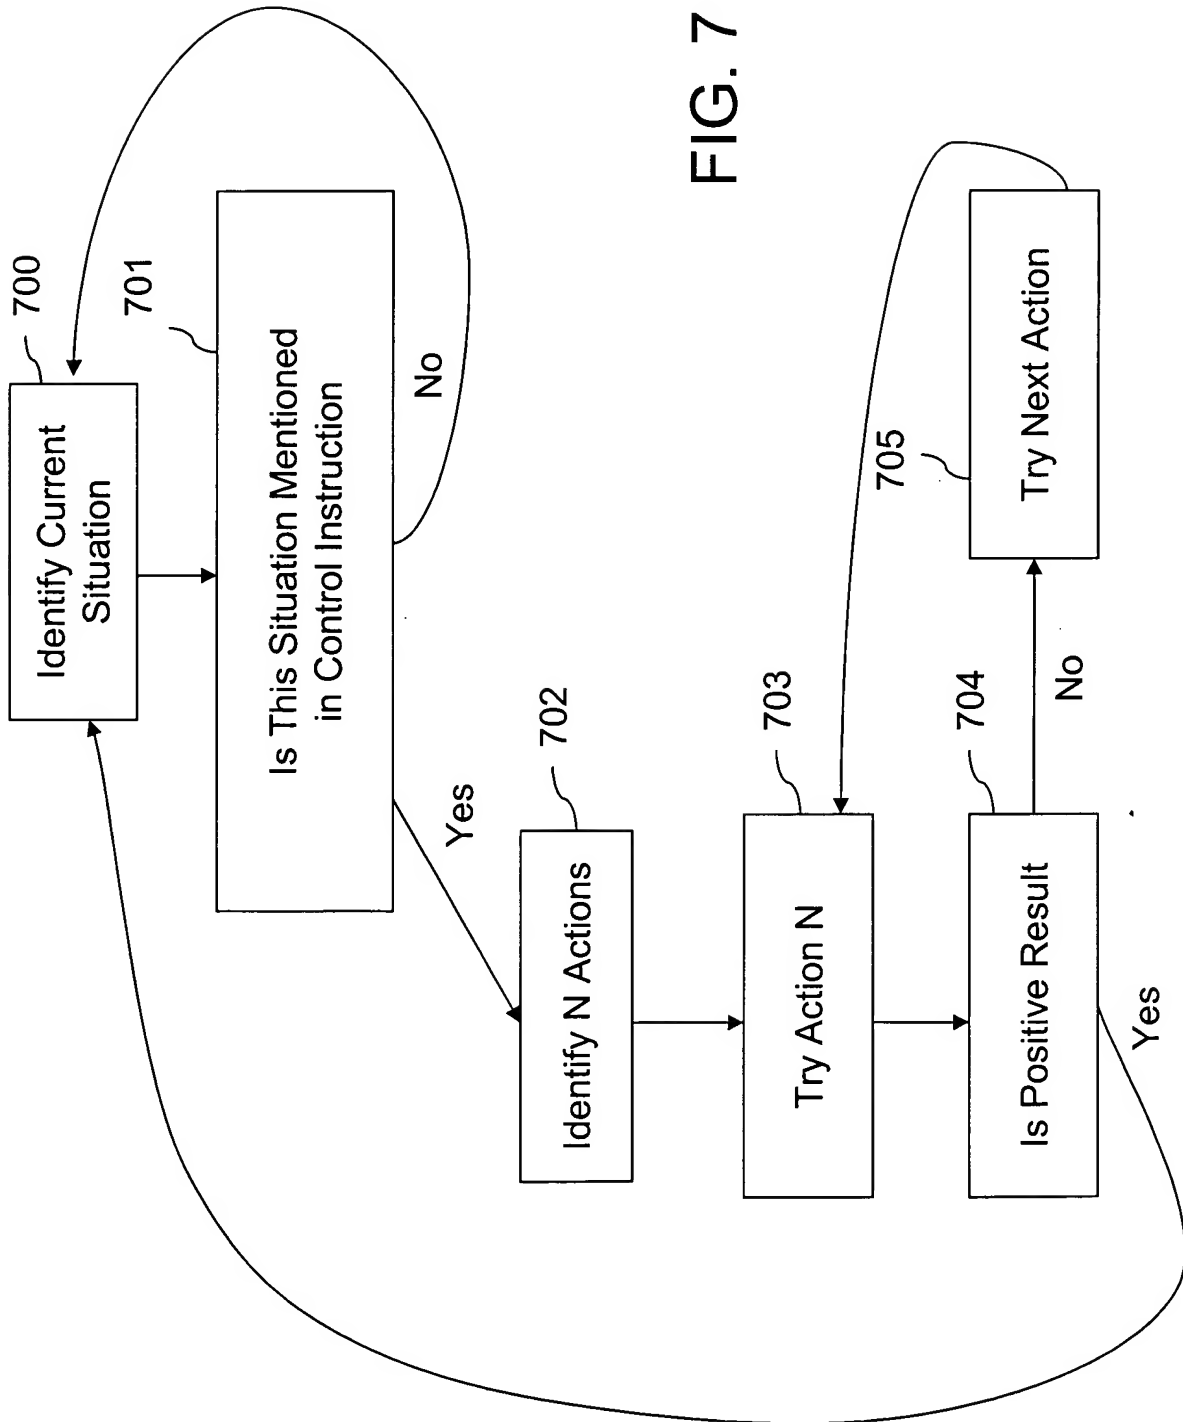 700
Identify Current
Situation
701
Is This Situation Mentioned
in Control Instruction
No
Yes
702
Identify N Actions
703
Try Action N
704
Is Positive Result
No
Yes
705
Try Next Action
FIG. 7